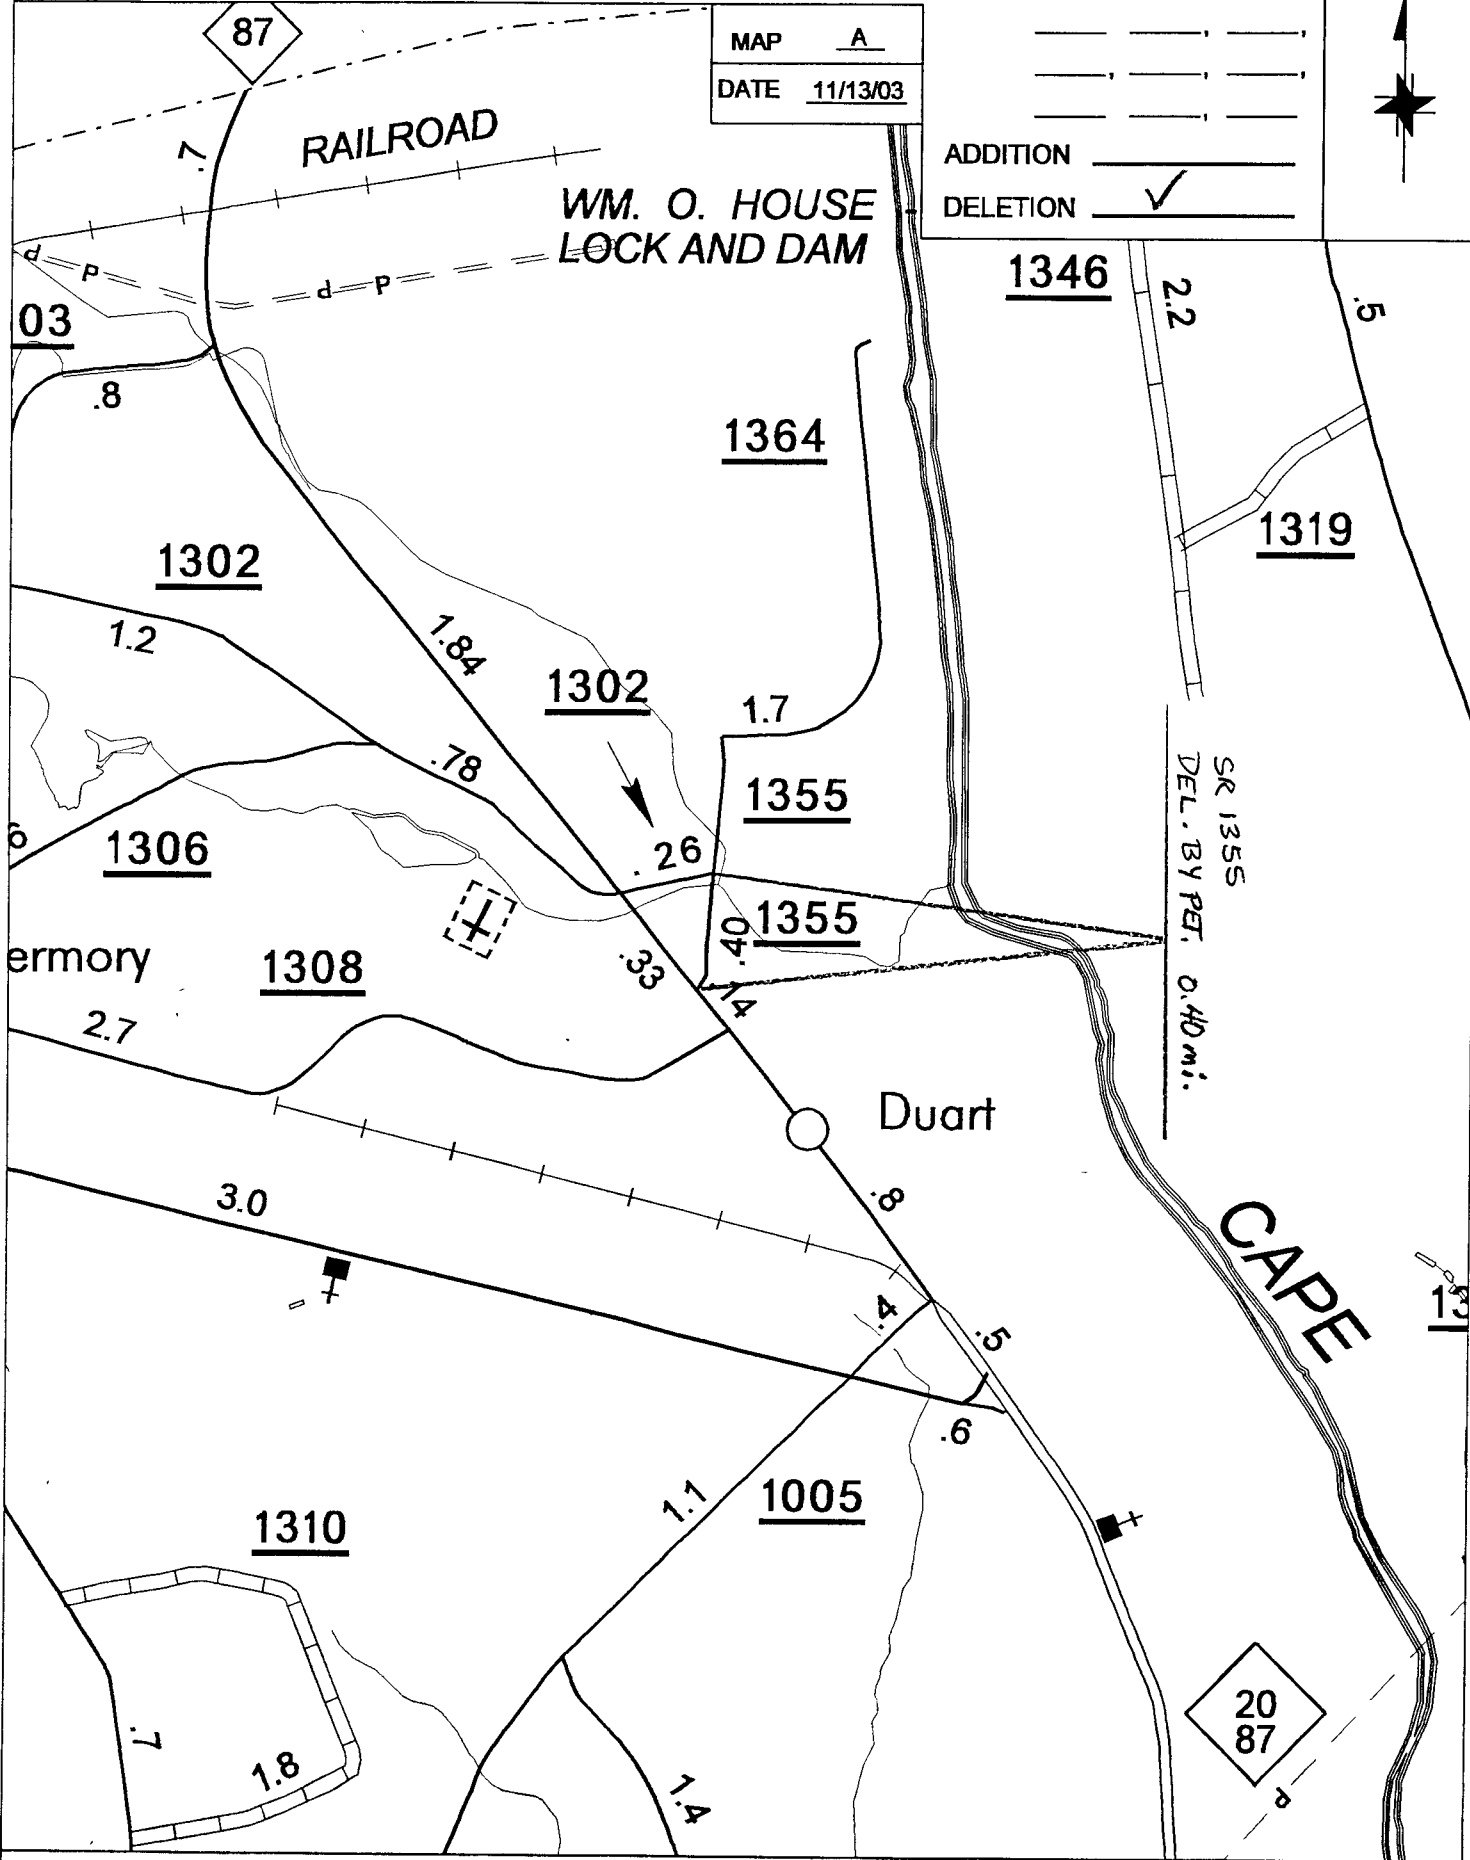 87
MAP A
DATE 11/13/03
ADDITION
DELETION ✓
.7
RAILROAD
WM. O. HOUSE
LOCK AND DAM
P P P P
03
.8
1346
2.2
.5
1364
1319
1302
1.2
1.84
1302
1.7
.78
1355
SR 1355
DEL. BY PET. 0.40 mi.
6
1306
.26
1355
.40
ermory
1308
.33
.14
2.7
Duart
3.0
.8
CAPE
.4
.5
13
.6
1.1
1005
1310
20
87
.7
1.8
1.4
P